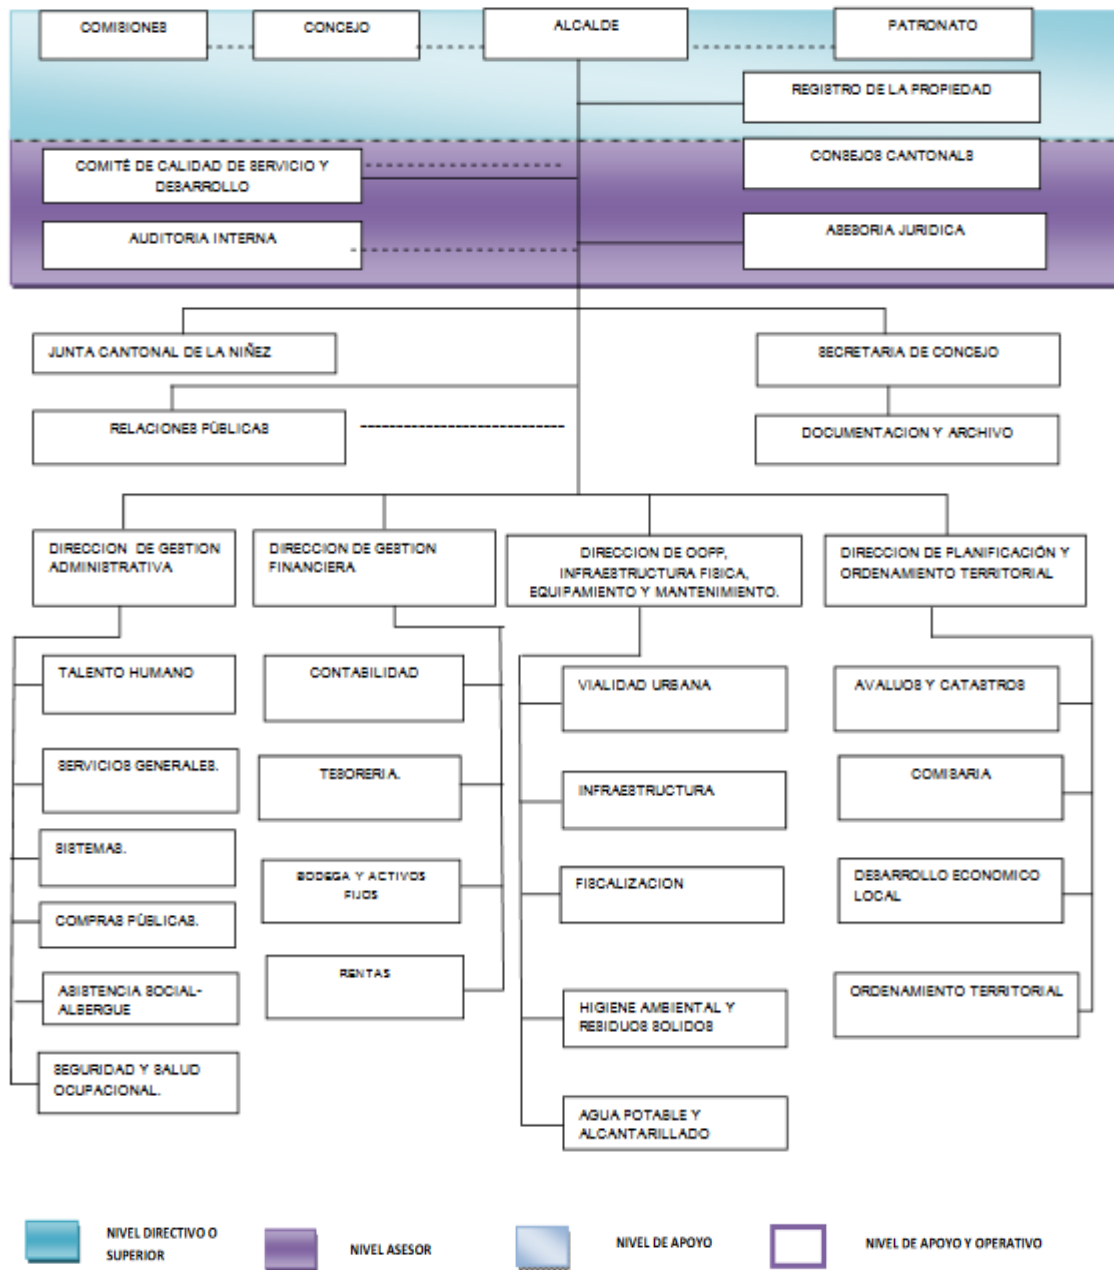 COMISIONES
CONCEJO
ALCALDE
PATRONATO
REGISTRO DE LA PROPIEDAD
COMITÉ DE CALIDAD DE SERVICIO Y
DESARROLLO
CONSEJOS CANTONALS
AUDITORIA INTERNA
ASESORIA JURIDICA
JUNTA CANTONAL DE LA NIÑEZ
SECRETARIA DE CONCEJO
RELACIONES PÚBLICAS
DOCUMENTACION Y ARCHIVO
DIRECCION DE GESTION
ADMINISTRATIVA
DIRECCION DE GESTION
FINANCIERA
DIRECCION DE OOPP,
INFRAESTRUCTURA FISICA,
EQUIPAMIENTO Y MANTENIMIENTO.
DIRECCION DE PLANIFICACIÓN Y
ORDENAMIENTO TERRITORIAL
TALENTO HUMANO
SERVICIOS GENERALES.
SISTEMAS.
COMPRAS PÚBLICAS.
ASISTENCIA SOCIAL-
ALBERGUE
SEGURIDAD Y SALUD
OCUPACIONAL.
CONTABILIDAD
TESORERIA.
BODEGA Y ACTIVOS
FIJOS
RENTAS
VIALIDAD URBANA
INFRAESTRUCTURA
FISCALIZACION
HIGIENE AMBIENTAL Y
RESIDUOS SOLIDOS
AGUA POTABLE Y
ALCANTARILLADO
AVALUOS Y CATASTROS
COMISARIA
DESARROLLO ECONOMICO
LOCAL
ORDENAMIENTO TERRITORIAL
NIVEL DIRECTIVO O
SUPERIOR
NIVEL ASESOR
NIVEL DE APOYO
NIVEL DE APOYO Y OPERATIVO